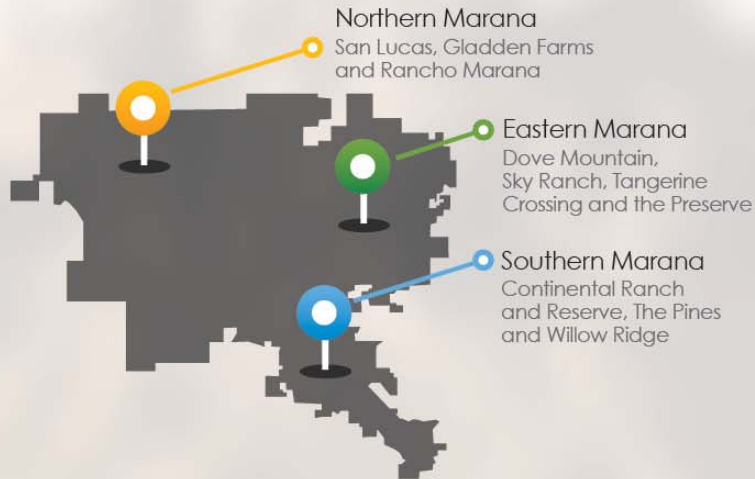 Northern Marana
San Lucas, Gladden Farms
and Rancho Marana
Eastern Marana
Dove Mountain,
Sky Ranch, Tangerine
Crossing and the Preserve
Southern Marana
Continental Ranch
and Reserve, The Pines
and Willow Ridge